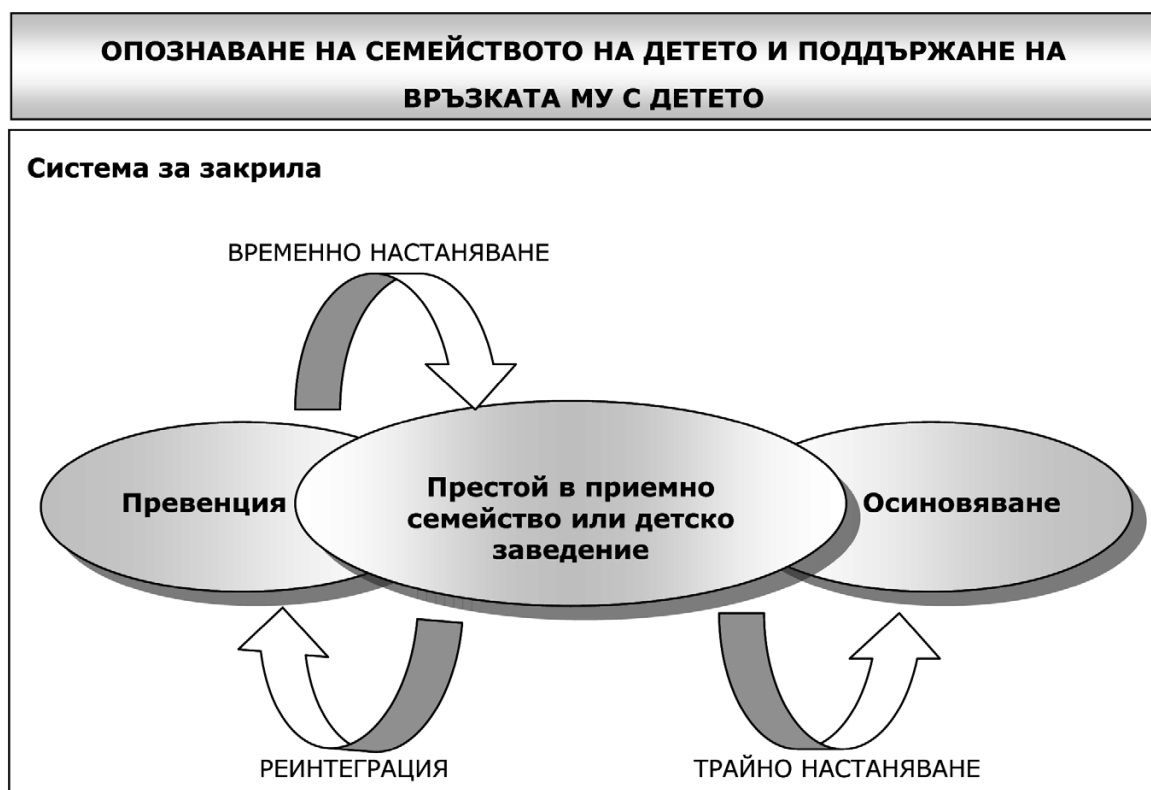 ОПОЗНАВАНЕ НА СЕМЕЙСТВОТО НА ДЕТЕТО И ПОДДЪРЖАНЕ НА
ВРЪЗКАТА МУ С ДЕТЕТО
Система за закрила
ВРЕМЕННО НАСТАНЯВАНЕ
Превенция
Престой в приемно
семейство или детско
заведение
Осиновяване
РЕИНТЕГРАЦИЯ
ТРАЙНО НАСТАНЯВАНЕ